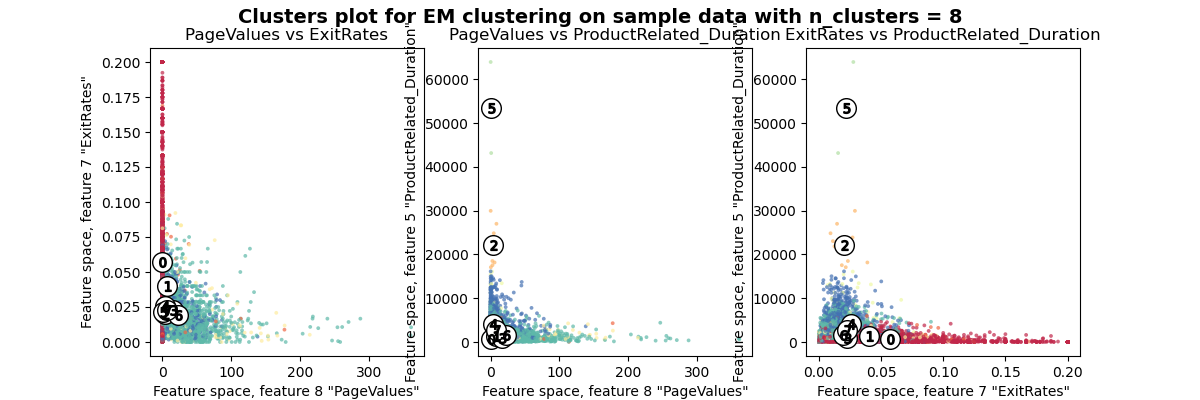 Clusters plot for EM clustering on sample data with n_clusters = 8
PageValues vs ExitRates
Feature space, feature 7 "ExitRates"
0.200
0.175
0.150
0.125
0.100
0.075
0.050
0.025
0.000
0
1
6
0 100 200 300
Feature space, feature 8 "PageValues"
PageValues vs ProductRelated_Duration
Feature space, feature 5 "ProductRelated_Duration"
60000
50000
40000
30000
20000
10000
0
5
2
4
6
0 100 200 300
Feature space, feature 8 "PageValues"
ExitRates vs ProductRelated_Duration
Feature space, feature 5 "ProductRelated_Duration"
60000
50000
40000
30000
20000
10000
0
5
2
4
1
0
0.00 0.05 0.10 0.15 0.20
Feature space, feature 7 "ExitRates"